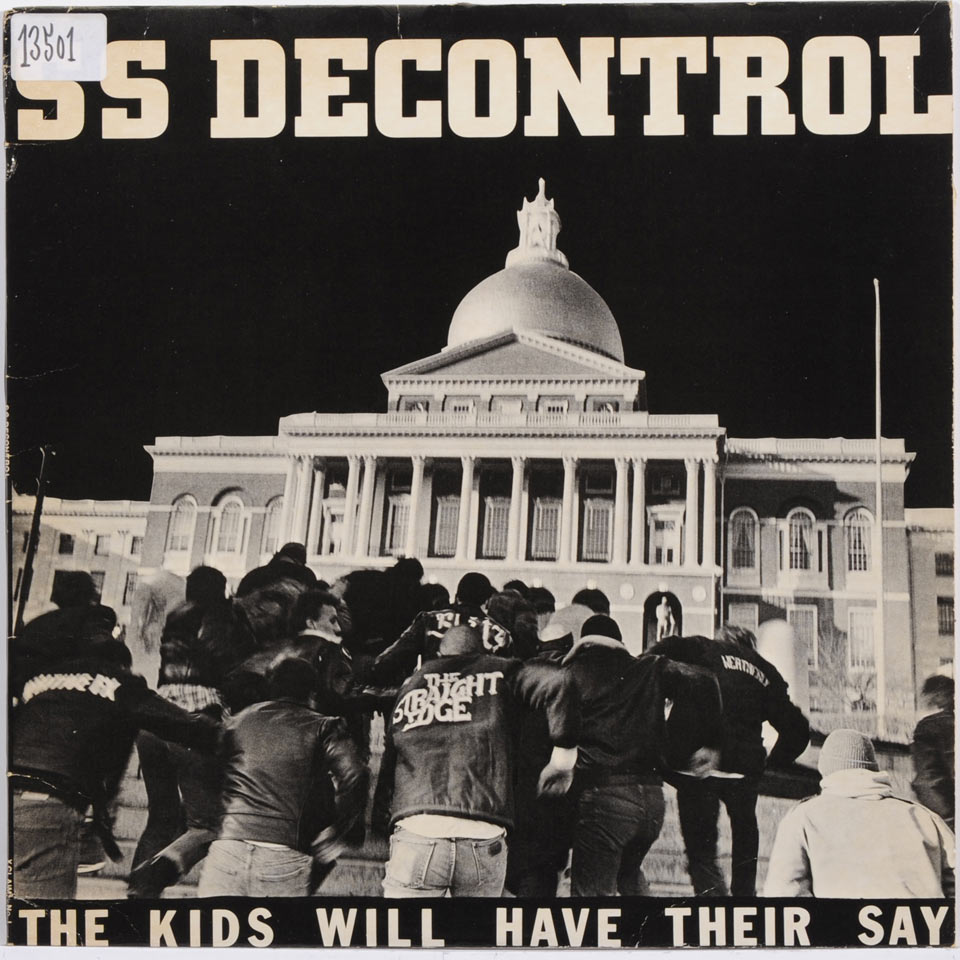 13501
SS DECONTROL
THE
STRAIGHT
EDGE
THE KIDS WILL HAVE THEIR SAY